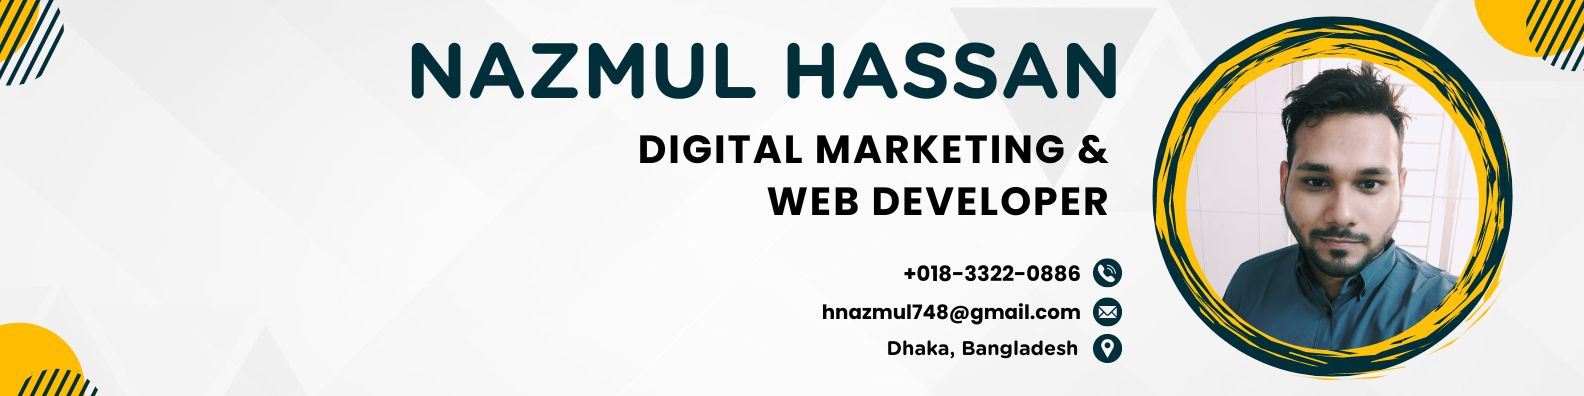 NAZMUL HASSAN
DIGITAL MARKETING &
WEB DEVELOPER
+018-3322-0886
hnazmul748@gmail.com
Dhaka, Bangladesh